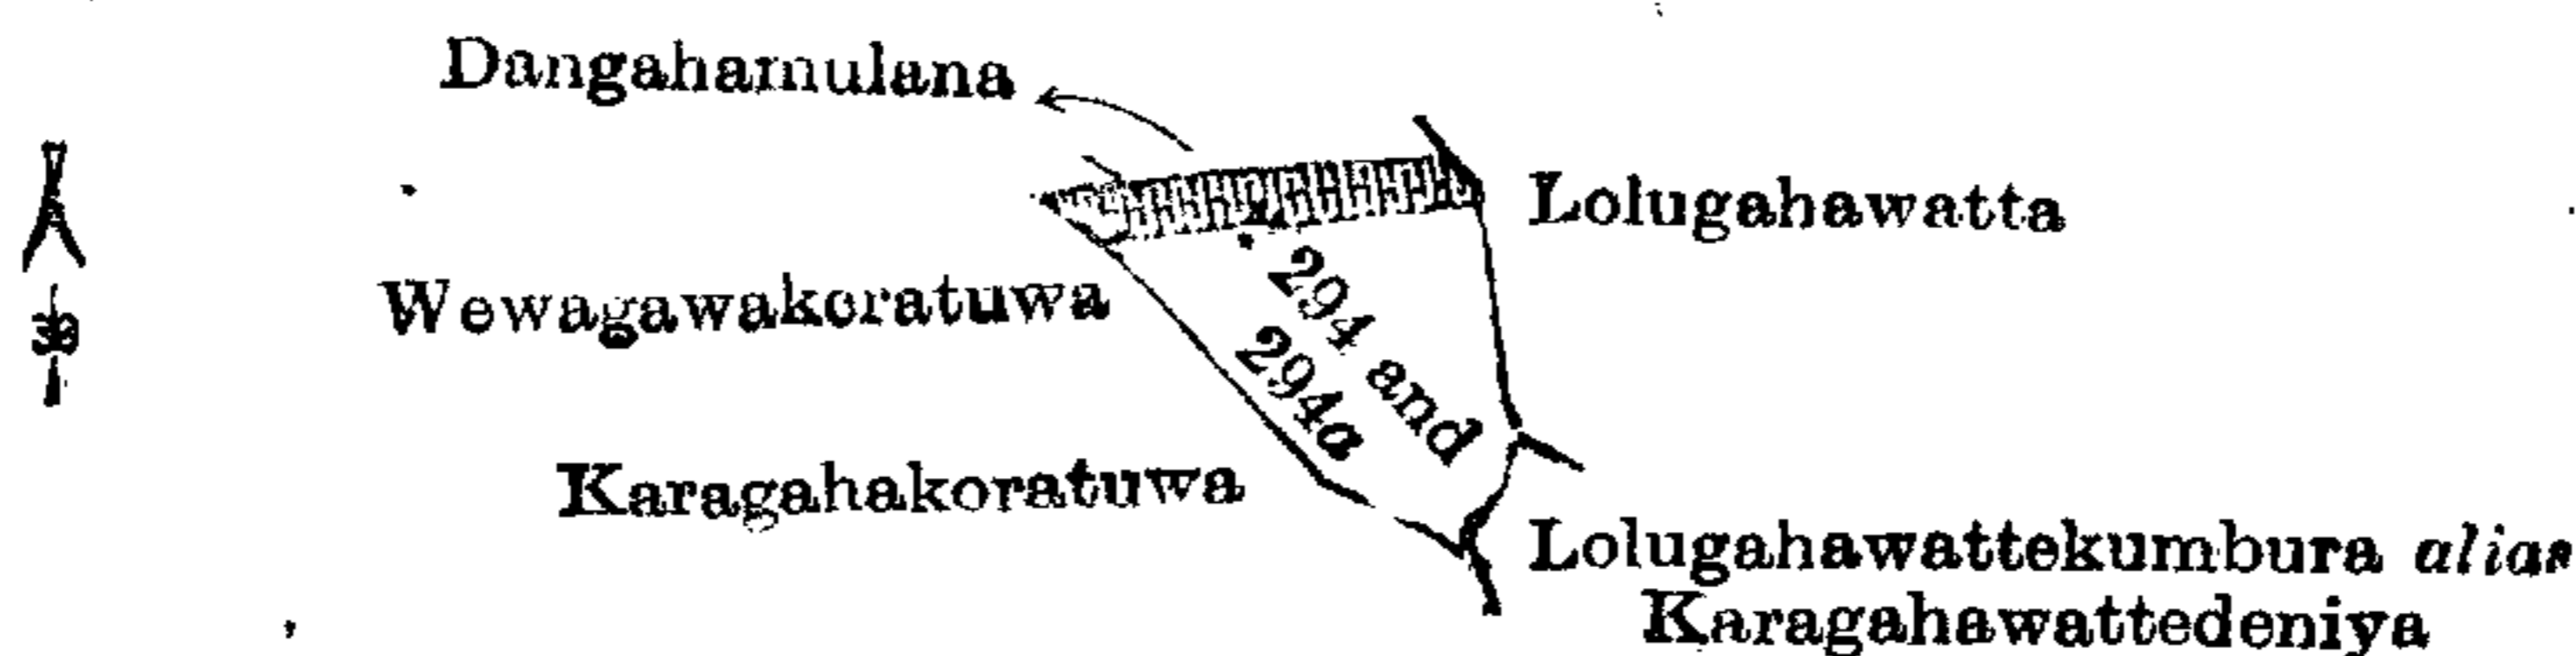 Dangahamulana
Lolugahawatta
Wewagawakoratuwa
294 and
294a
Karagahakoratuwa
Lolugahawattekumbura alias
Karagahawattedeniya